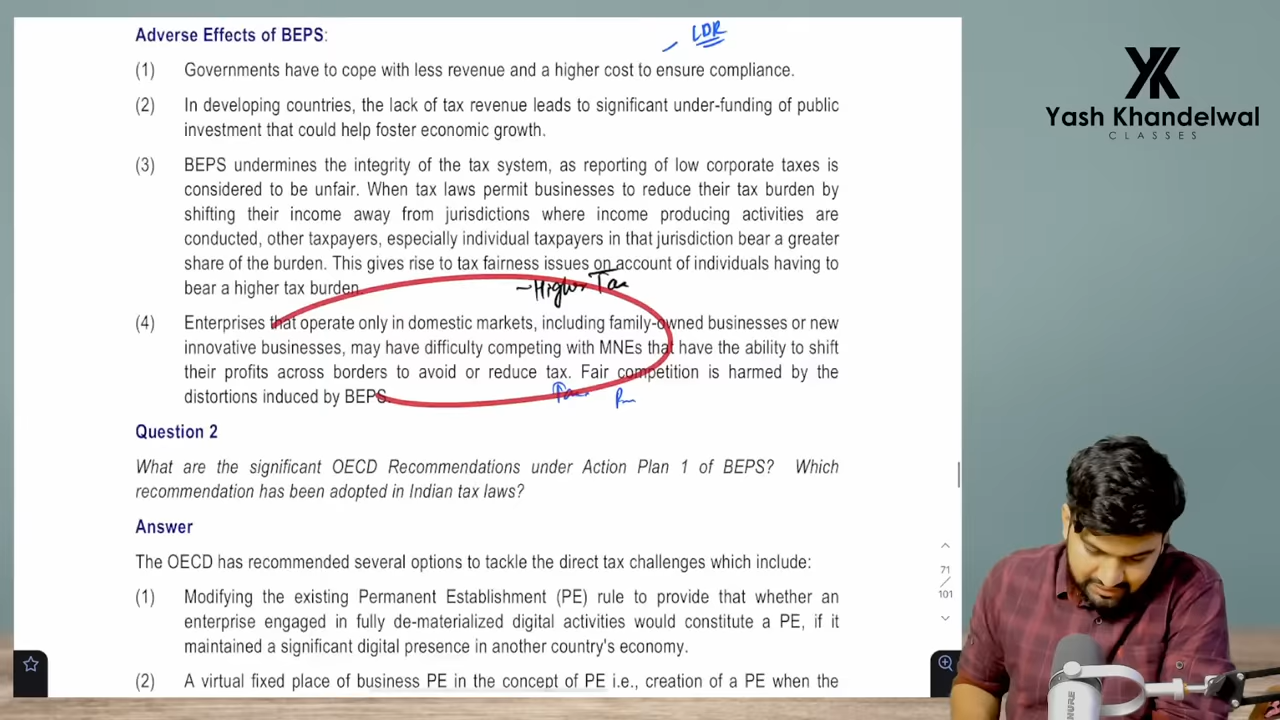 Adverse Effects of BEPS:
LDR
(1) Governments have to cope with less revenue and a higher cost to ensure compliance.
(2) In developing countries, the lack of tax revenue leads to significant under-funding of public
investment that could help foster economic growth.
(3) BEPS undermines the integrity of the tax system, as reporting of low corporate taxes is
considered to be unfair. When tax laws permit businesses to reduce their tax burden by
shifting their income away from jurisdictions where income producing activities are
conducted, other taxpayers, especially individual taxpayers in that jurisdiction bear a greater
share of the burden. This gives rise to tax fairness issues on account of individuals having to
bear a higher tax burden.
- Higher Tax
(4) Enterprises that operate only in domestic markets, including family-owned businesses or new
innovative businesses, may have difficulty competing with MNEs that have the ability to shift
their profits across borders to avoid or reduce tax. Fair competition is harmed by the
distortions induced by BEPS.
Question 2
What are the significant OECD Recommendations under Action Plan 1 of BEPS? Which
recommendation has been adopted in Indian tax laws?
Answer
The OECD has recommended several options to tackle the direct tax challenges which include:
(1) Modifying the existing Permanent Establishment (PE) rule to provide that whether an
enterprise engaged in fully de-materialized digital activities would constitute a PE, if it
maintained a significant digital presence in another country's economy.
(2) A virtual fixed place of business PE in the concept of PE i.e., creation of a PE when the
71
/
101
YK
Yash Khandelwal
CLASSES
SHURE